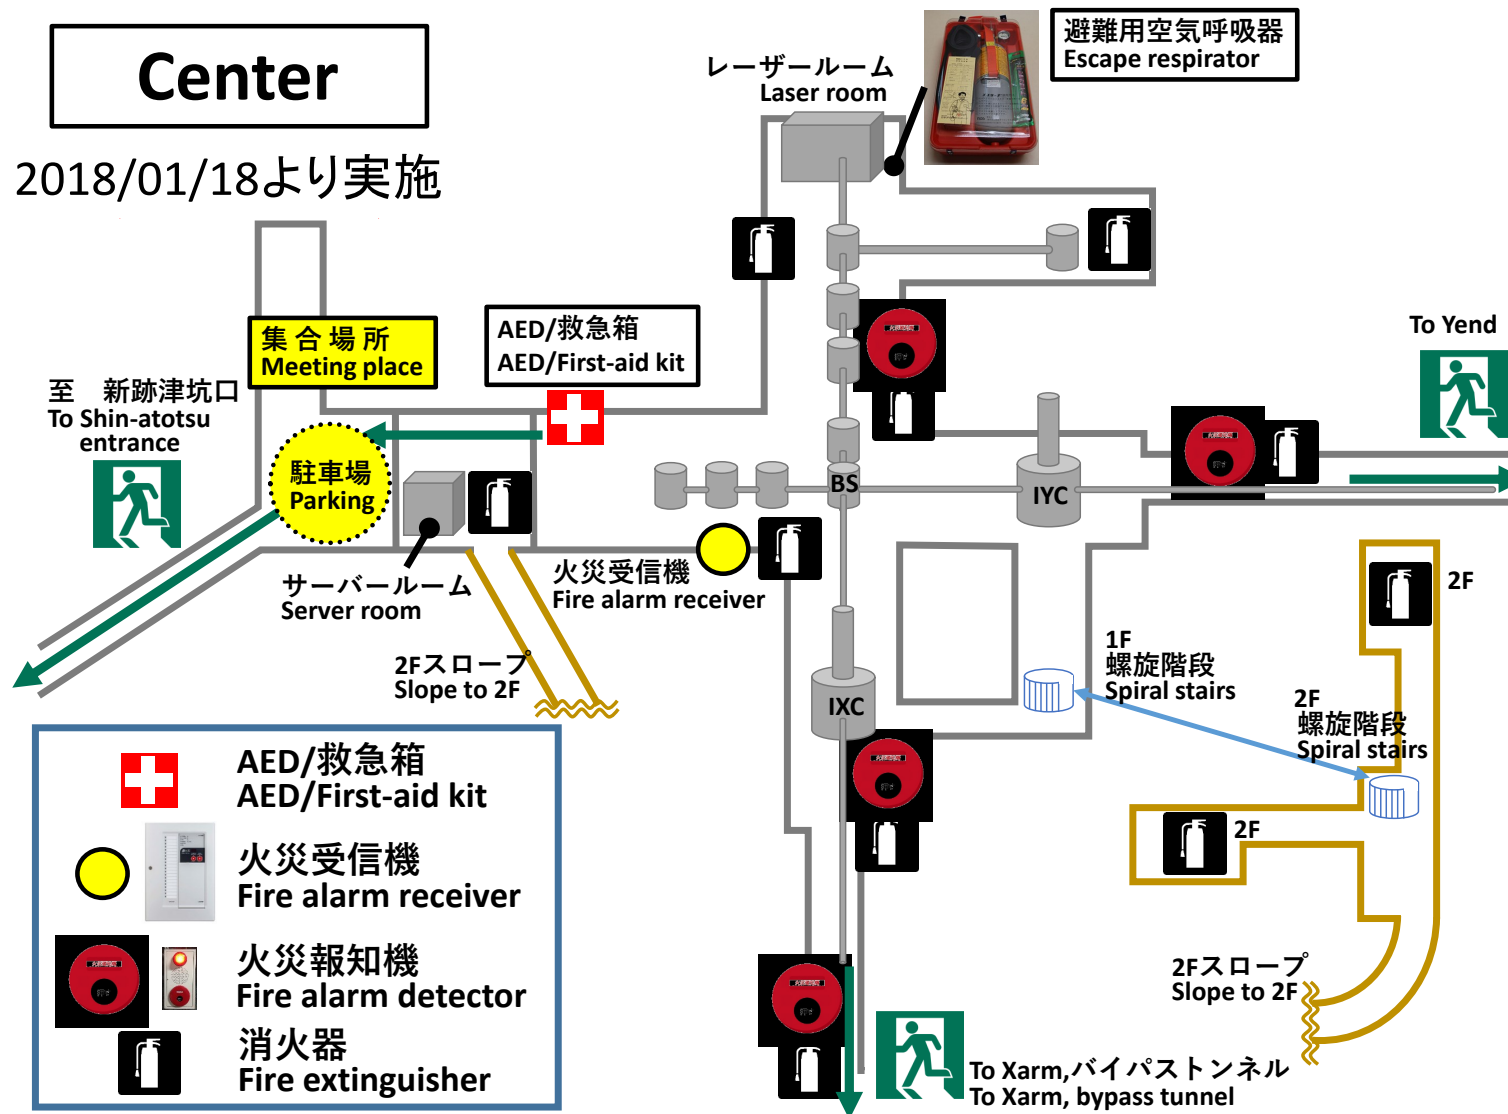 Center
2018/01/18より実施
レーザールーム
Laser room
避難用空気呼吸器
Escape respirator
集合場所
Meeting place
AED/救急箱
AED/First-aid kit
To Yend
至　新跡津坑口
To Shin-atotsu
entrance
駐車場
Parking
BS
IYC
サーバールーム
Server room
火災受信機
Fire alarm receiver
2Fスロープ
Slope to 2F
IXC
1F
螺旋階段
Spiral stairs
2F
2F
螺旋階段
Spiral stairs
2F
2Fスロープ
Slope to 2F
To Xarm,バイパストンネル
To Xarm, bypass tunnel
AED/救急箱
AED/First-aid kit
火災受信機
Fire alarm receiver
火災報知機
Fire alarm detector
消火器
Fire extinguisher